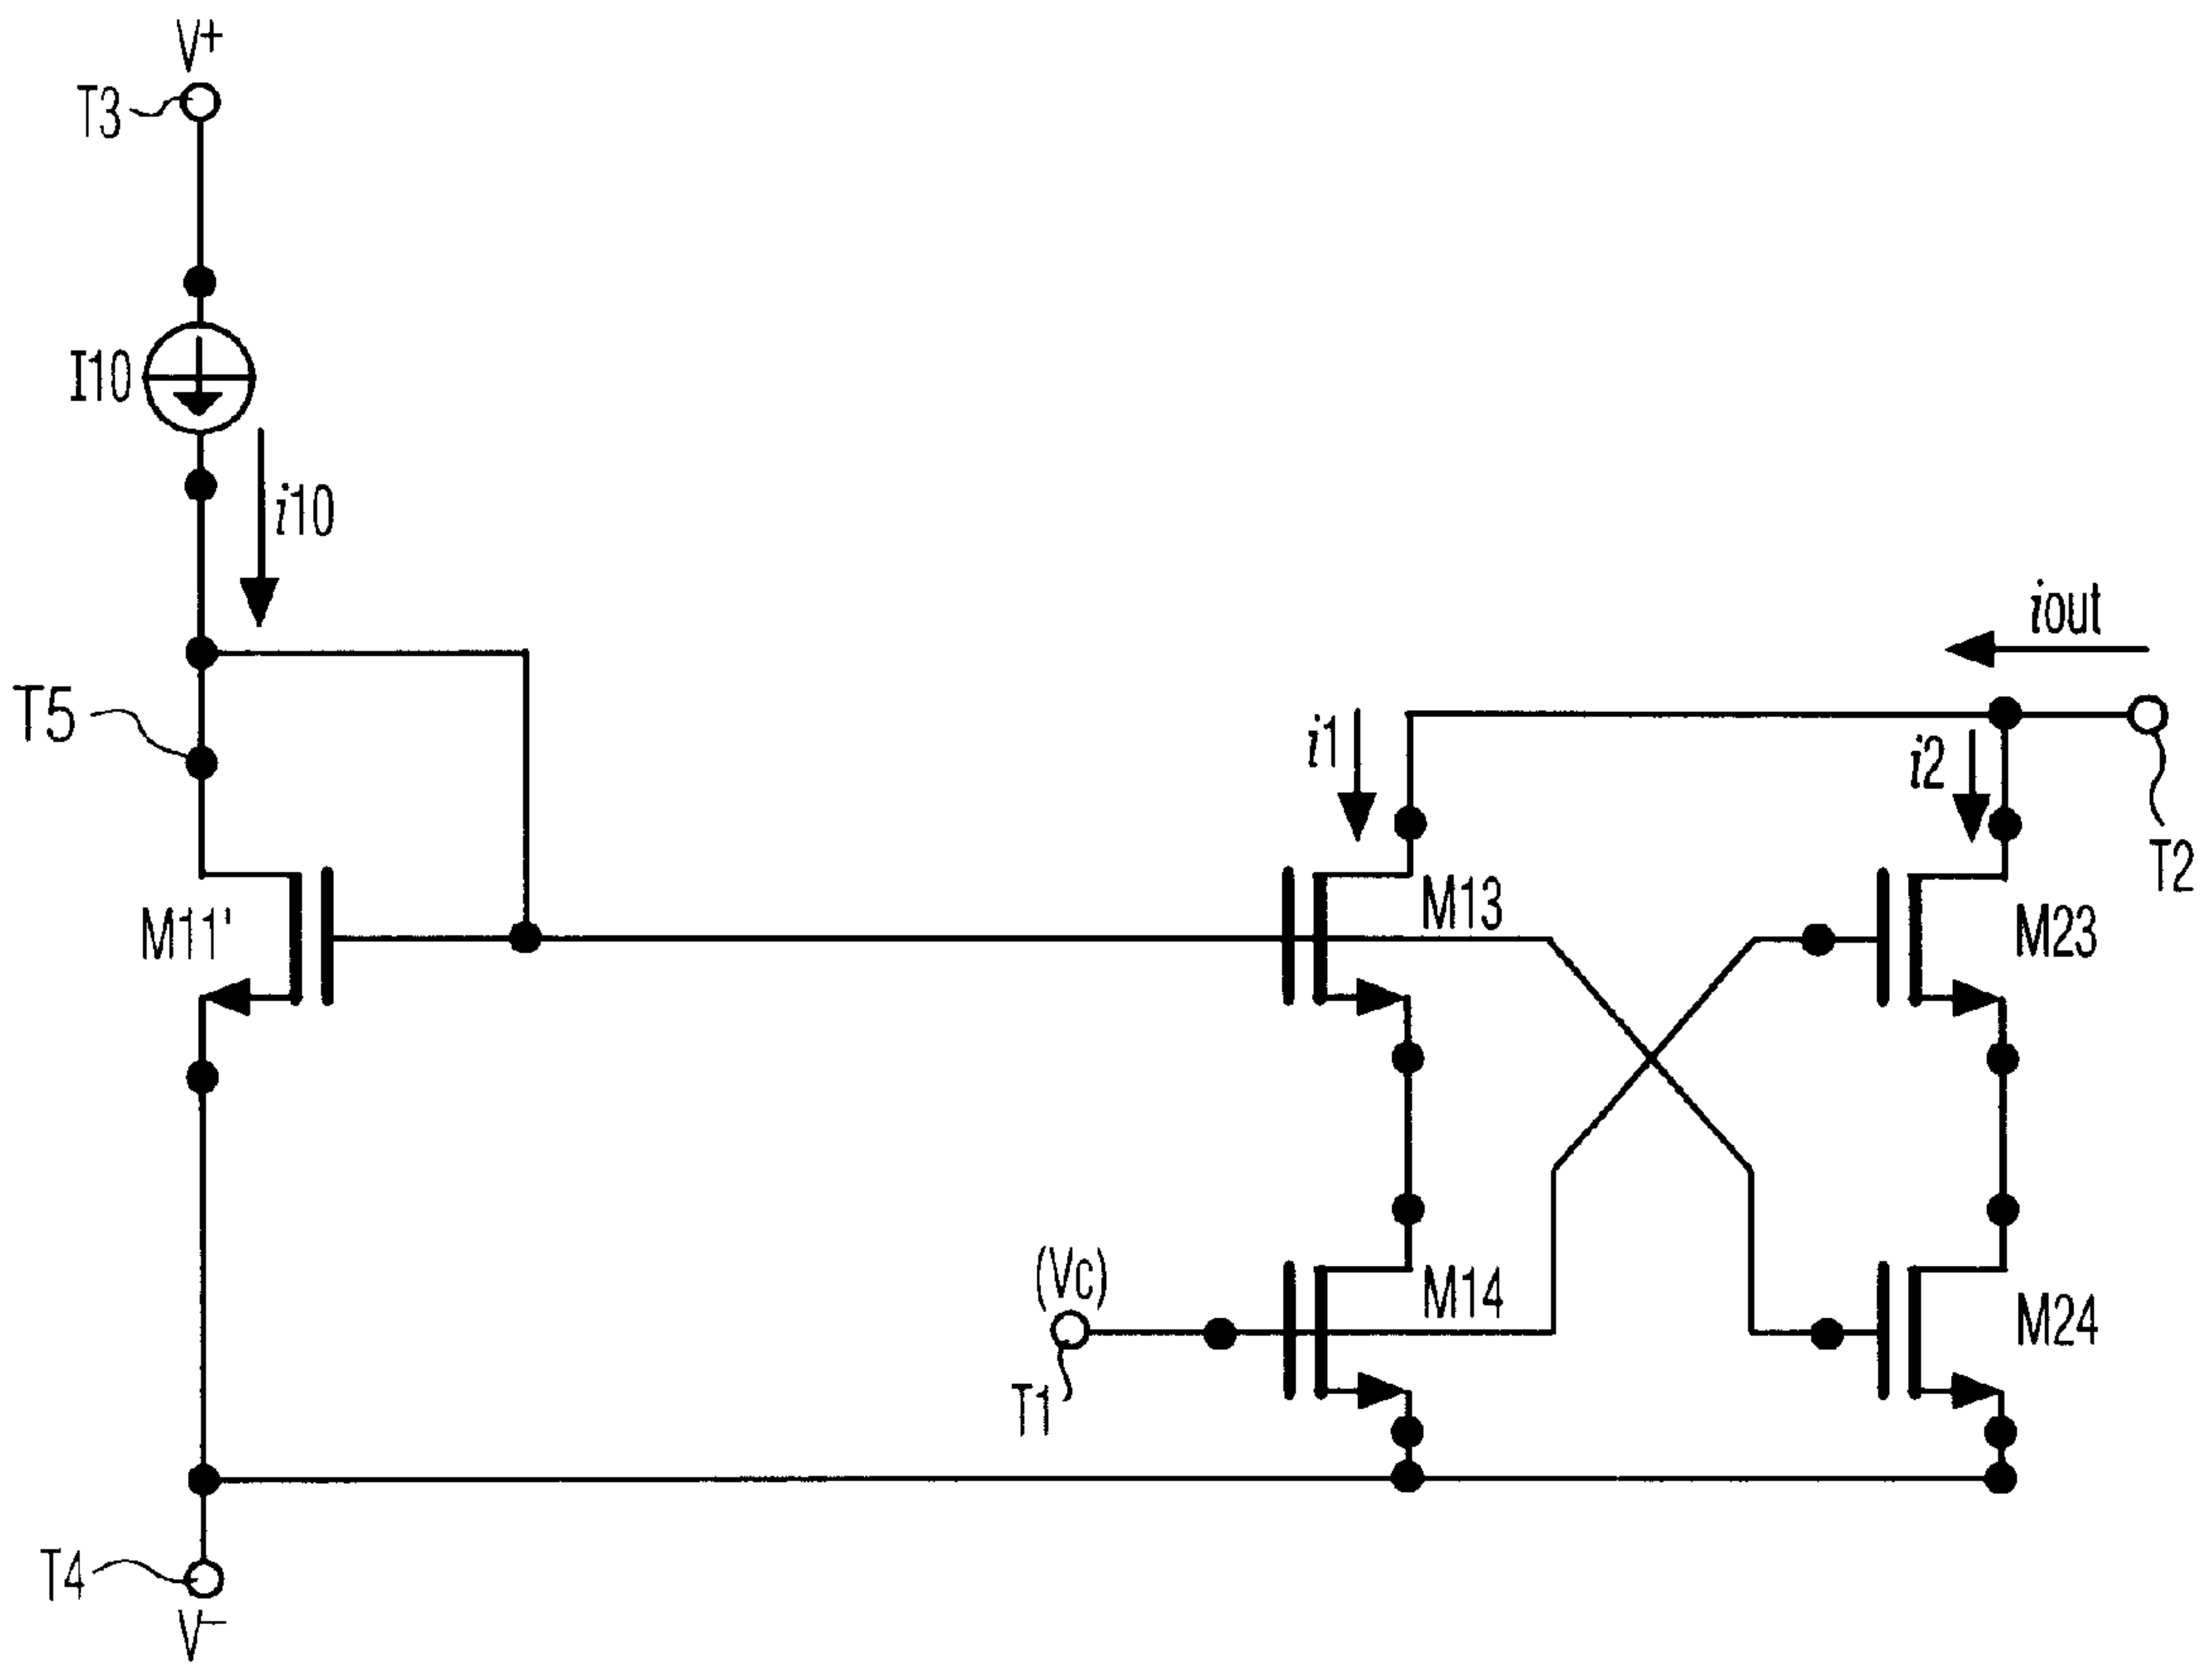 V+
T3
I10
i10
iout
T5
i1
i2
T2
M11'
M13
M23
(Vc)
M14
M24
T1
T4
V−